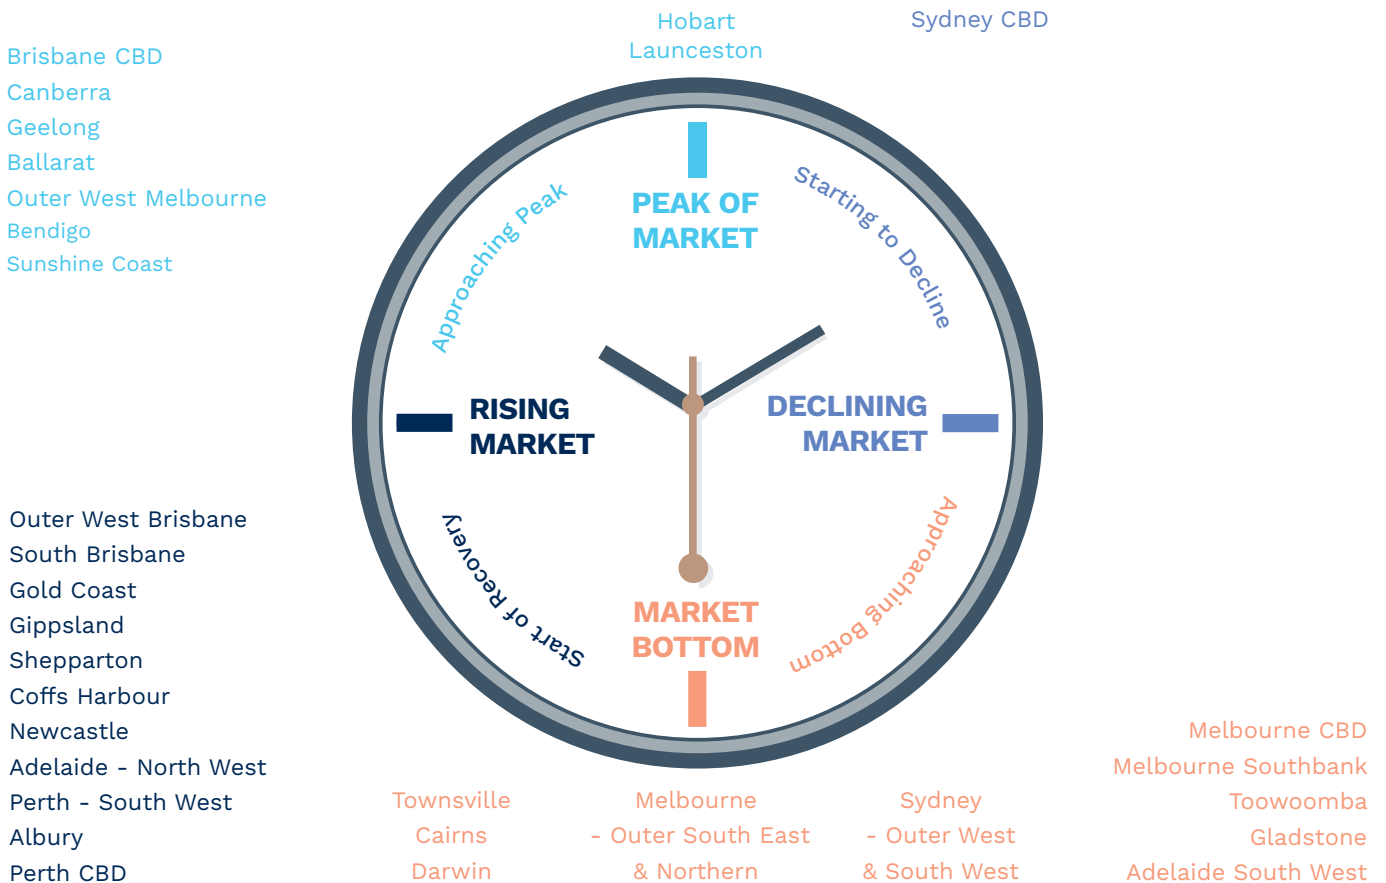 Hobart
Launceston
Sydney CBD
Brisbane CBD
Canberra
Geelong
Ballarat
Outer West Melbourne
Bendigo
Sunshine Coast
PEAK OF
MARKET
Approaching Peak
Starting to Decline
RISING
MARKET
DECLINING
MARKET
Start of Recovery
Approaching Bottom
MARKET
BOTTOM
Outer West Brisbane
South Brisbane
Gold Coast
Gippsland
Shepparton
Coffs Harbour
Newcastle
Adelaide - North West
Perth - South West
Albury
Perth CBD
Townsville
Cairns
Darwin
Melbourne
- Outer South East
& Northern
Sydney
- Outer West
& South West
Melbourne CBD
Melbourne Southbank
Toowoomba
Gladstone
Adelaide South West